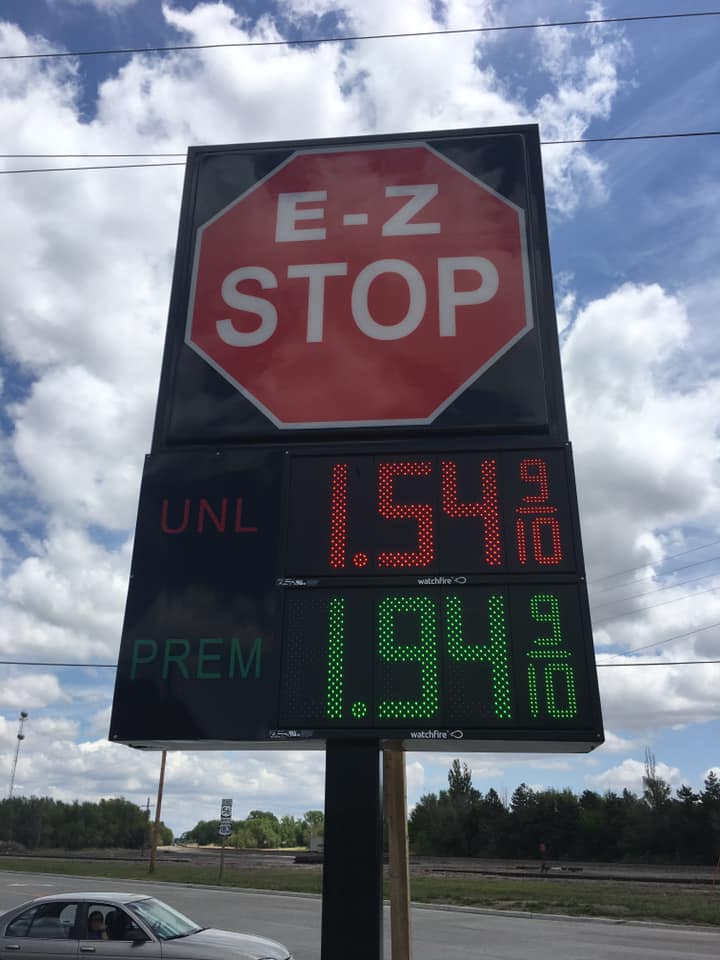 E-Z
STOP
UNL 1.54 9/10
watchfire
PREM 1.94 9/10
watchfire